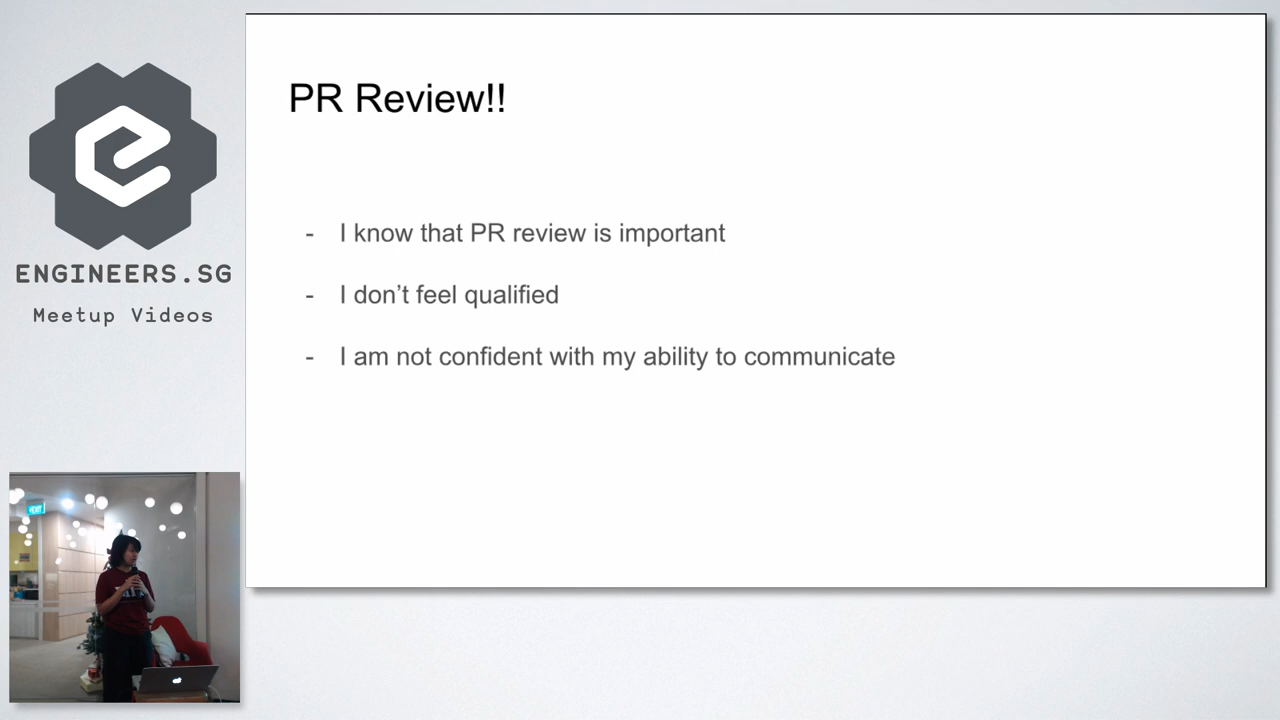 PR Review!!
- I know that PR review is important
- I don't feel qualified
- I am not confident with my ability to communicate
ENGINEERS.SG
Meetup Videos
EXIT